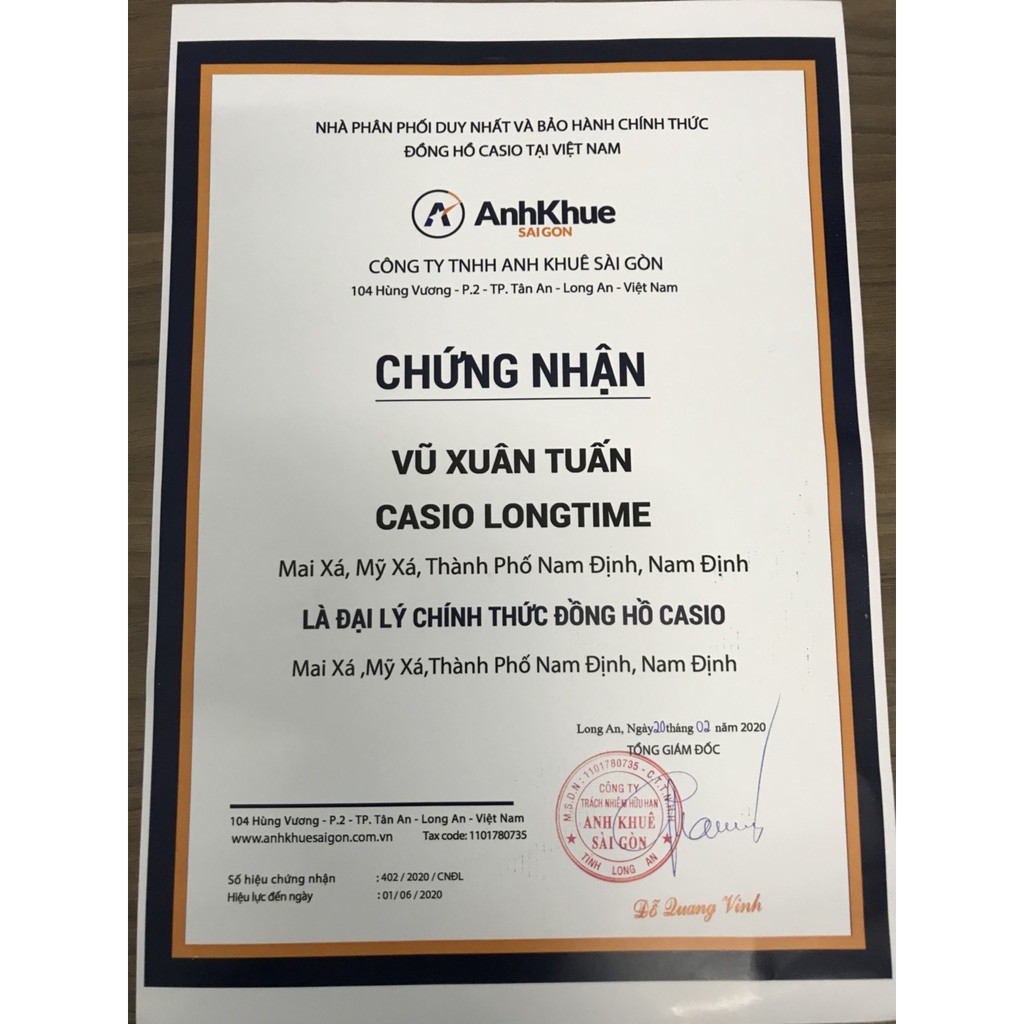 NHÀ PHÂN PHỐI DUY NHẤT VÀ BẢO HÀNH CHÍNH THỨC
ĐỒNG HỒ CASIO TẠI VIỆT NAM
AnhKhue
SAIGON
CÔNG TY TNHH ANH KHUÊ SÀI GÒN
104 Hùng Vương - P.2 - TP. Tân An - Long An - Việt Nam
CHỨNG NHẬN
VŨ XUÂN TUẤN
CASIO LONGTIME
Mai Xá, Mỹ Xá, Thành Phố Nam Định, Nam Định
LÀ ĐẠI LÝ CHÍNH THỨC ĐỒNG HỒ CASIO
Mai Xá ,Mỹ Xá,Thành Phố Nam Định, Nam Định
Long An, Ngày 20 tháng 02 năm 2020
TỔNG GIÁM ĐỐC
M.S.D.N: 1101780735 - C.T.T.N.H.H
CÔNG TY
TRÁCH NHIỆM HỮU HẠN
ANH KHUÊ
SÀI GÒN
TỈNH LONG AN
104 Hùng Vương - P.2 - TP. Tân An - Long An - Việt Nam
www.anhkhuesaigon.com.vn Tax code: 1101780735
Số hiệu chứng nhận : 402 / 2020 / CNĐL
Hiệu lực đến ngày : 01 / 06 / 2020
Đỗ Quang Vinh